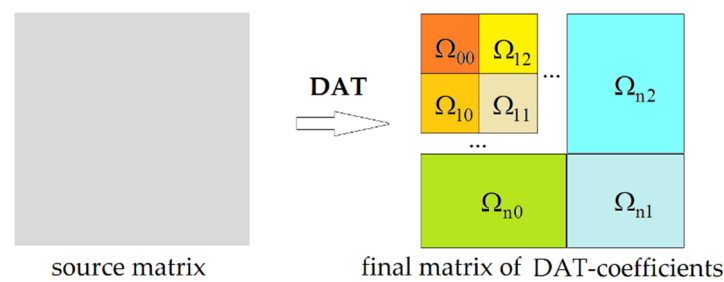 Ω00 Ω12
...
Ωn2
DAT
Ω10 Ω11
...
Ωn0 Ωn1
source matrix
final matrix of DAT-coefficients